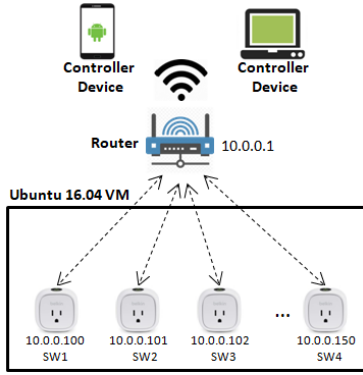 Controller
Device
Controller
Device
Router
10.0.0.1
Ubuntu 16.04 VM
...
10.0.0.100
10.0.0.101
10.0.0.102
10.0.0.150
SW1
SW2
SW3
SW4